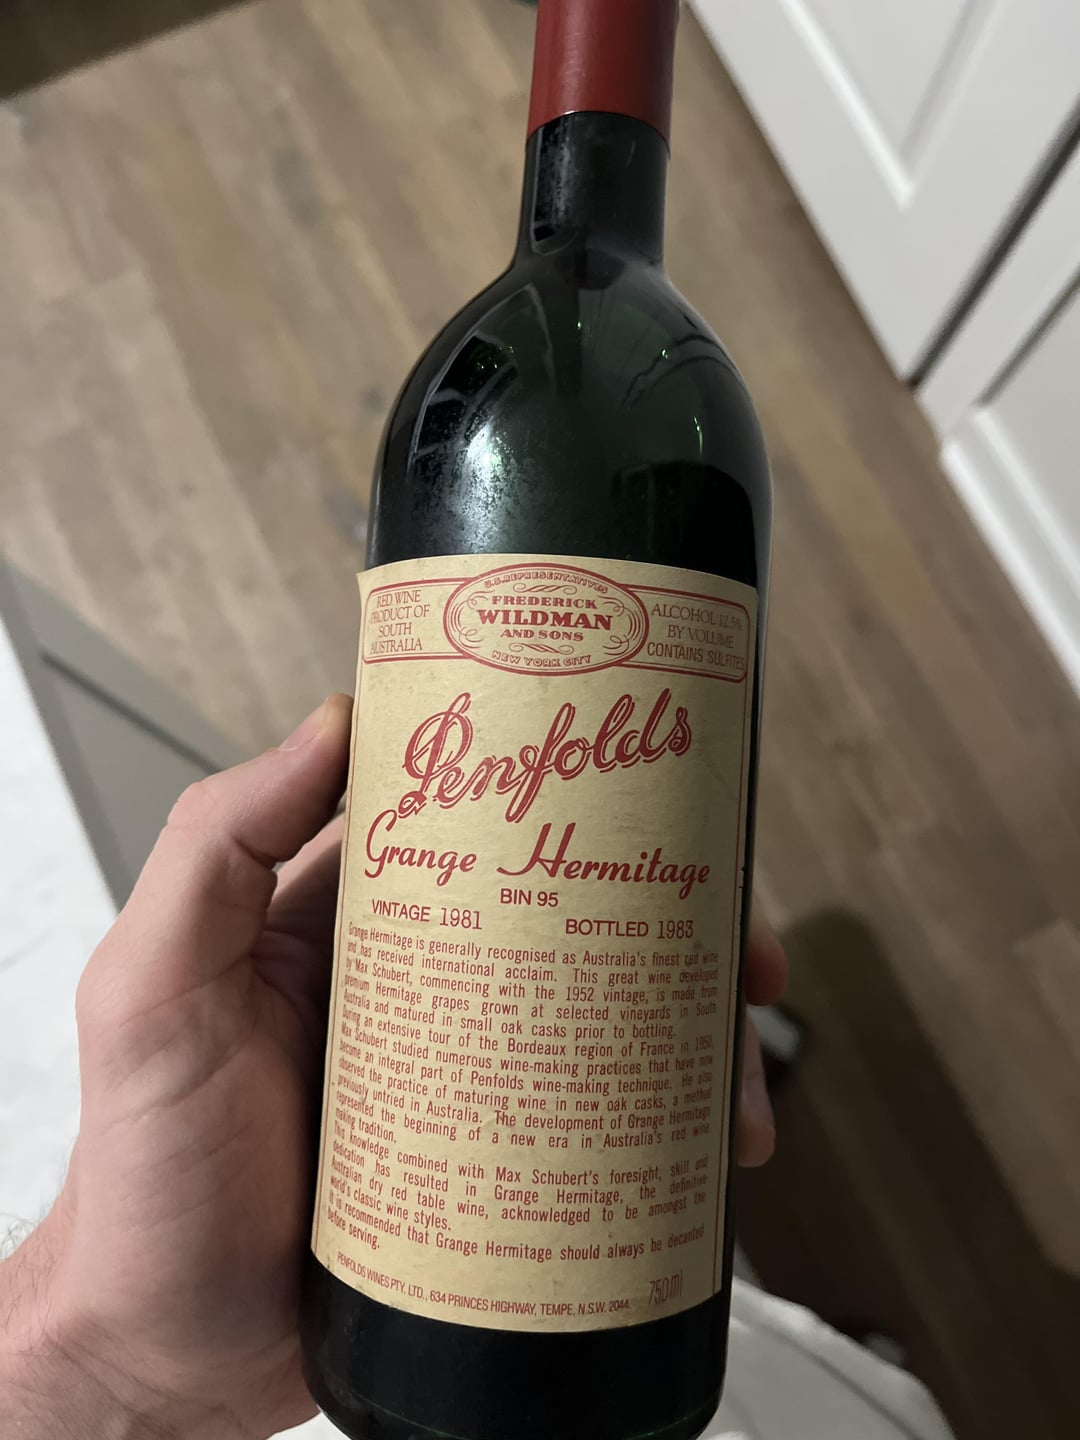 RED WINE
PRODUCT OF
SOUTH
AUSTRALIA
U.S. REPRESENTATIVES
FREDERICK
WILDMAN
AND SONS
NEW YORK CITY
ALCOHOL 12.5%
BY VOLUME
CONTAINS SULFITES
Penfolds
Grange Hermitage
BIN 95
VINTAGE 1981
BOTTLED 1983
Grange Hermitage is generally recognised as Australia's finest red wine
and has received international acclaim. This great wine developed
by Max Schubert, commencing with the 1952 vintage, is made from
premium Hermitage grapes grown at selected vineyards in South
Australia and matured in small oak casks prior to bottling.
During an extensive tour of the Bordeaux region of France in 1950,
Max Schubert studied numerous wine-making practices that have now
become an integral part of Penfolds wine-making technique. He also
observed the practice of maturing wine in new oak casks, a method
previously untried in Australia. The development of Grange Hermitage
represented the beginning of a new era in Australia's red wine
making tradition.
This knowledge combined with Max Schubert's foresight, skill and
dedication has resulted in Grange Hermitage, the definitive
Australian dry red table wine, acknowledged to be amongst the
world's classic wine styles.
It is recommended that Grange Hermitage should always be decanted
before serving.
PENFOLDS WINES PTY. LTD., 634 PRINCES HIGHWAY, TEMPE, N.S.W. 2044.
750ml